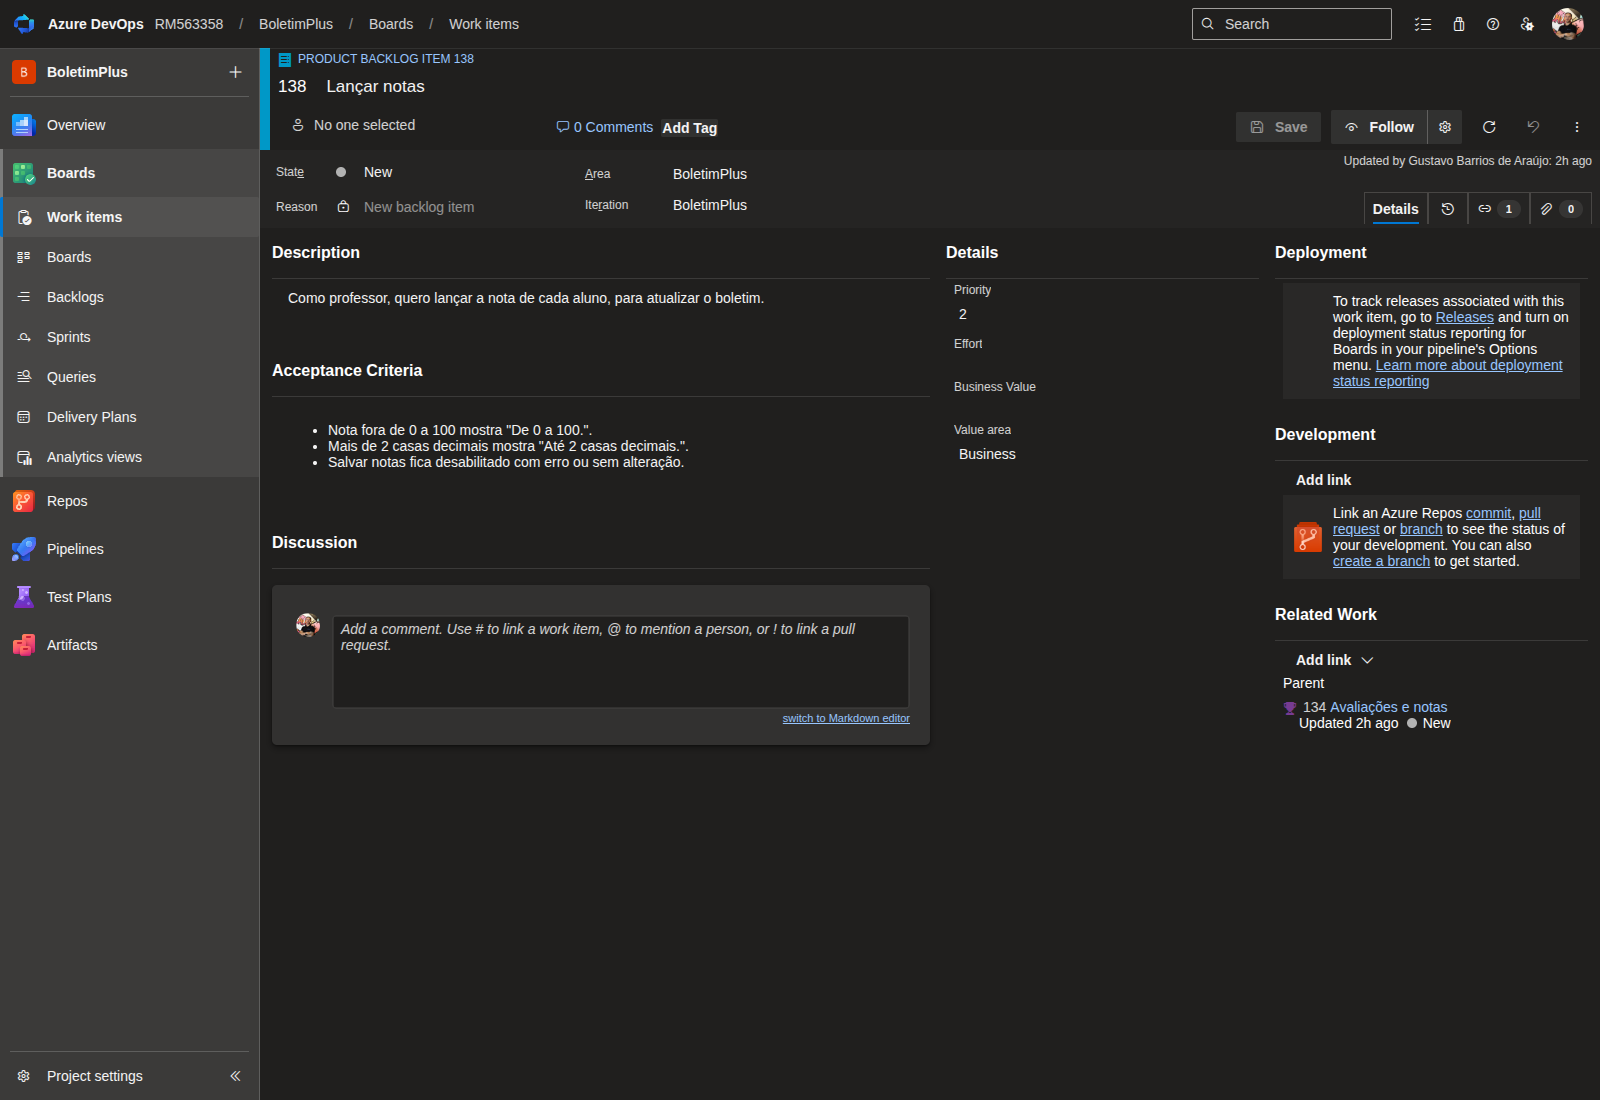 Azure DevOps RM563358 / BoletimPlus / Boards / Work items
Search
B BoletimPlus
Overview
Boards
Work items
Boards
Backlogs
Sprints
Queries
Delivery Plans
Analytics views
Repos
Pipelines
Test Plans
Artifacts
Project settings
PRODUCT BACKLOG ITEM 138
138 Lançar notas
No one selected
0 Comments Add Tag
Save
Follow
State New
Area BoletimPlus
Updated by Gustavo Barrios de Araújo: 2h ago
Reason New backlog item
Iteration BoletimPlus
Details 1 0
Description
Como professor, quero lançar a nota de cada aluno, para atualizar o boletim.
Acceptance Criteria
Nota fora de 0 a 100 mostra "De 0 a 100.".
Mais de 2 casas decimais mostra "Até 2 casas decimais.".
Salvar notas fica desabilitado com erro ou sem alteração.
Discussion
Add a comment. Use # to link a work item, @ to mention a person, or ! to link a pull
request.
switch to Markdown editor
Details
Priority
2
Effort
Business Value
Value area
Business
Deployment
To track releases associated with this
work item, go to Releases and turn on
deployment status reporting for
Boards in your pipeline's Options
menu. Learn more about deployment
status reporting
Development
Add link
Link an Azure Repos commit, pull
request or branch to see the status of
your development. You can also
create a branch to get started.
Related Work
Add link
Parent
134 Avaliações e notas
Updated 2h ago New